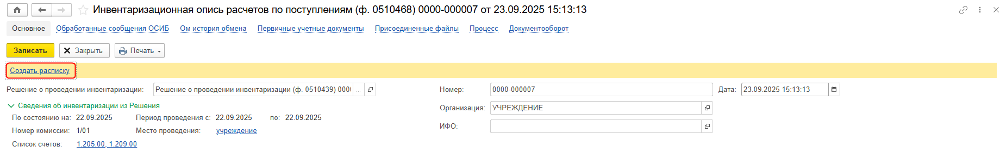 Инвентаризационная опись расчетов по поступлениям (ф. 0510468) 0000-000007 от 23.09.2025 15:13:13
Основное Обработанные сообщения ОСИБ Ом история обмена Первичные учетные документы Присоединенные файлы Процесс Документооборот
Записать Закрыть Печать
Создать расписку
Решение о проведении инвентаризации: Решение о проведении инвентаризации (ф. 0510439) 000 ... Номер: 0000-000007 Дата: 23.09.2025 15:13:13
Сведения об инвентаризации из Решения Организация: УЧРЕЖДЕНИЕ
По состоянию на: 22.09.2025 Период проведения с: 22.09.2025 по: 22.09.2025
Номер комиссии: 1/01 Место проведения: учреждение ИФО:
Список счетов: 1.205.00, 1.209.00